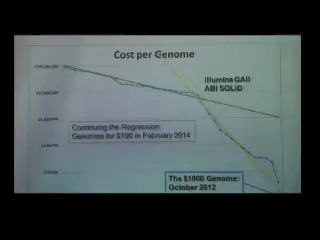 Cost per Genome
Illumina GAII
ABI SOLiD
Continuing the Regression:
Genomes for $100 in February 2014
The $1000 Genome:
October 2012